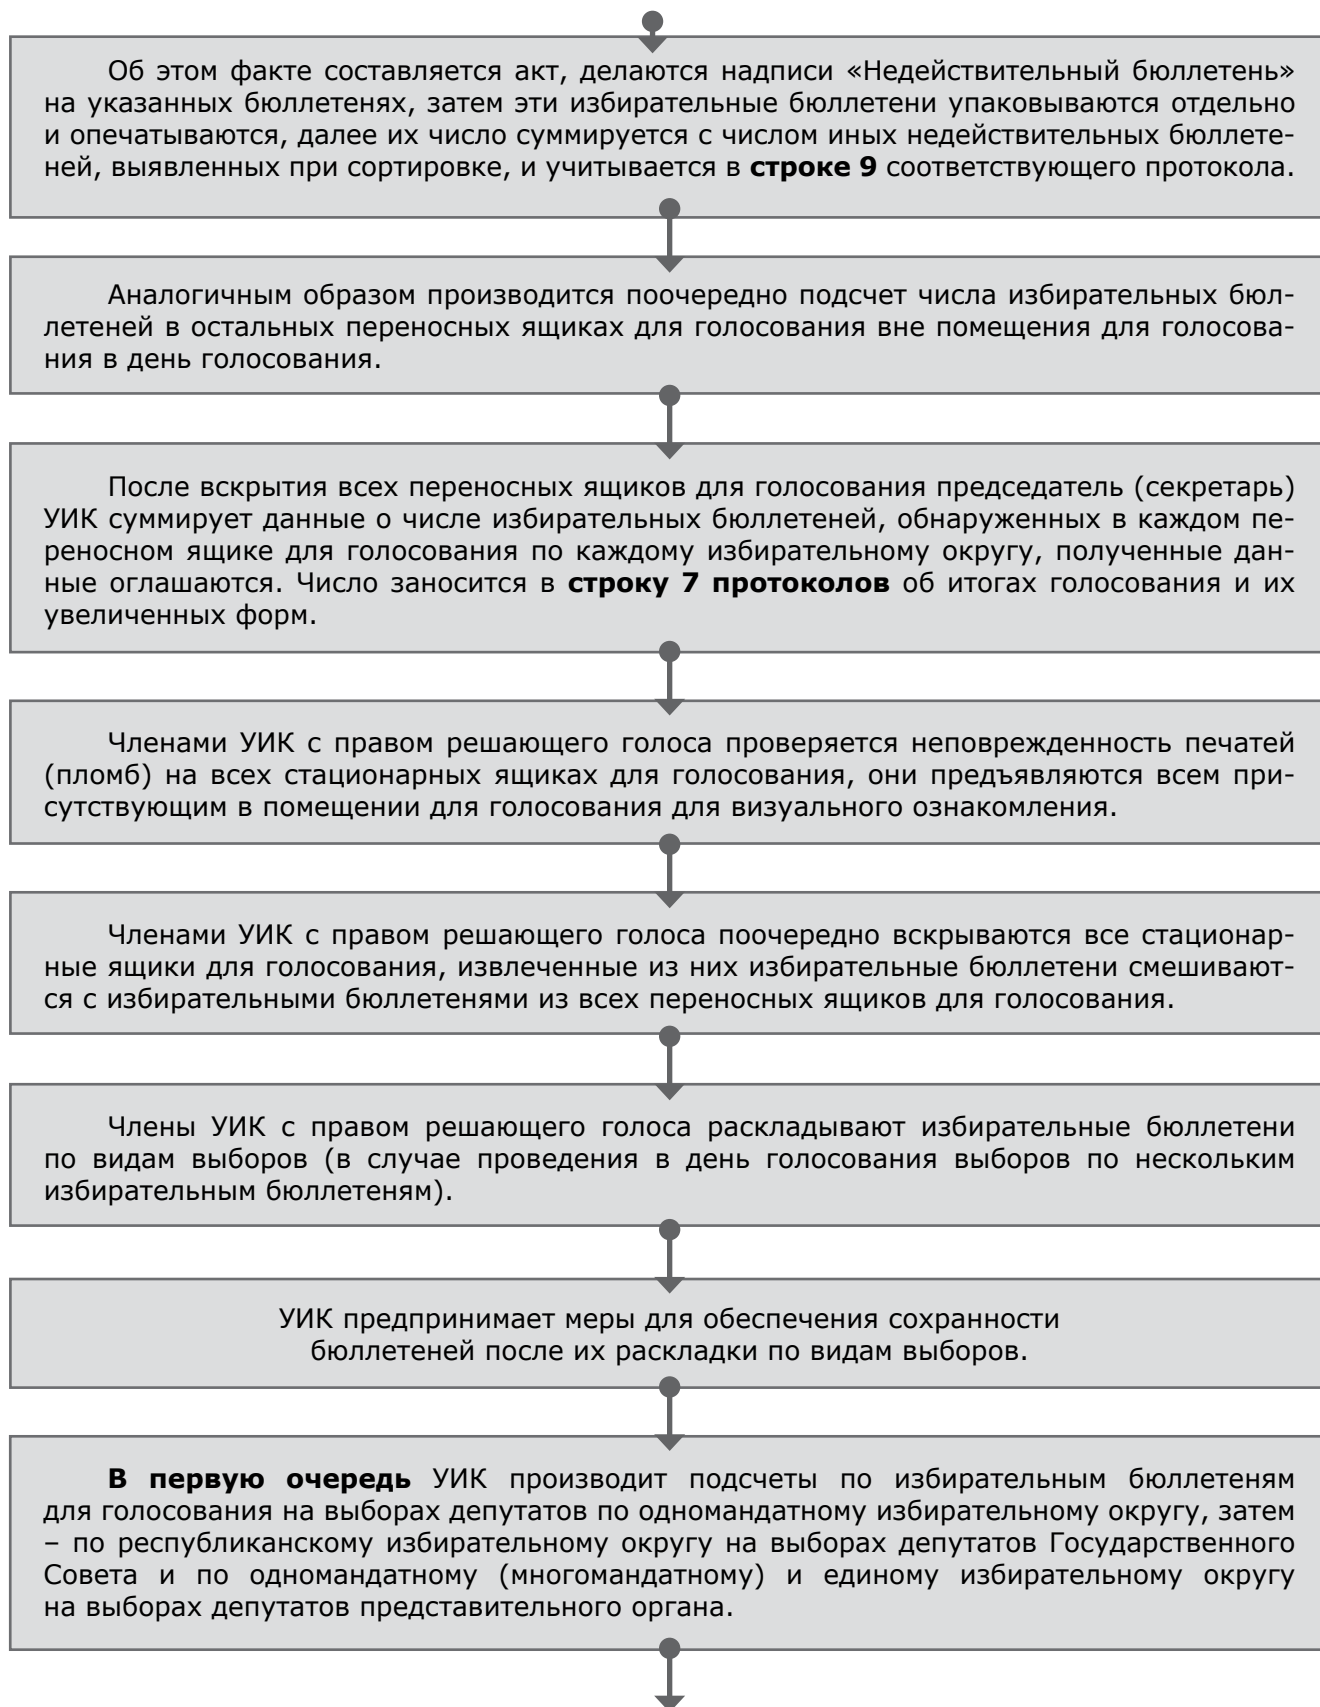 Об этом факте составляется акт, делаются надписи «Недействительный бюллетень»
на указанных бюллетенях, затем эти избирательные бюллетени упаковываются отдельно
и опечатываются, далее их число суммируется с числом иных недействительных бюллете-
ней, выявленных при сортировке, и учитывается в строке 9 соответствующего протокола.
Аналогичным образом производится поочередно подсчет числа избирательных бюл-
летеней в остальных переносных ящиках для голосования вне помещения для голосова-
ния в день голосования.
После вскрытия всех переносных ящиков для голосования председатель (секретарь)
УИК суммирует данные о числе избирательных бюллетеней, обнаруженных в каждом пе-
реносном ящике для голосования по каждому избирательному округу, полученные дан-
ные оглашаются. Число заносится в строку 7 протоколов об итогах голосования и их
увеличенных форм.
Членами УИК с правом решающего голоса проверяется неповрежденность печатей
(пломб) на всех стационарных ящиках для голосования, они предъявляются всем при-
сутствующим в помещении для голосования для визуального ознакомления.
Членами УИК с правом решающего голоса поочередно вскрываются все стационар-
ные ящики для голосования, извлеченные из них избирательные бюллетени смешивают-
ся с избирательными бюллетенями из всех переносных ящиков для голосования.
Члены УИК с правом решающего голоса раскладывают избирательные бюллетени
по видам выборов (в случае проведения в день голосования выборов по нескольким
избирательным бюллетеням).
УИК предпринимает меры для обеспечения сохранности
бюллетеней после их раскладки по видам выборов.
В первую очередь УИК производит подсчеты по избирательным бюллетеням
для голосования на выборах депутатов по одномандатному избирательному округу, затем
– по республиканскому избирательному округу на выборах депутатов Государственного
Совета и по одномандатному (многомандатному) и единому избирательному округу
на выборах депутатов представительного органа.